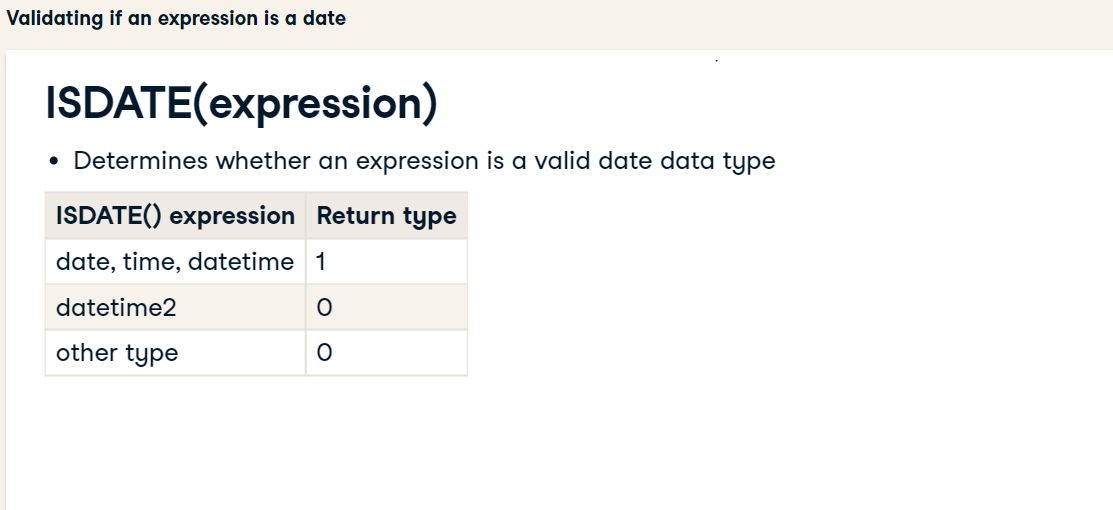 Validating if an expression is a date
ISDATE(expression)
• Determines whether an expression is a valid date data type
ISDATE() expression Return type
date, time, datetime 1
datetime2 0
other type 0